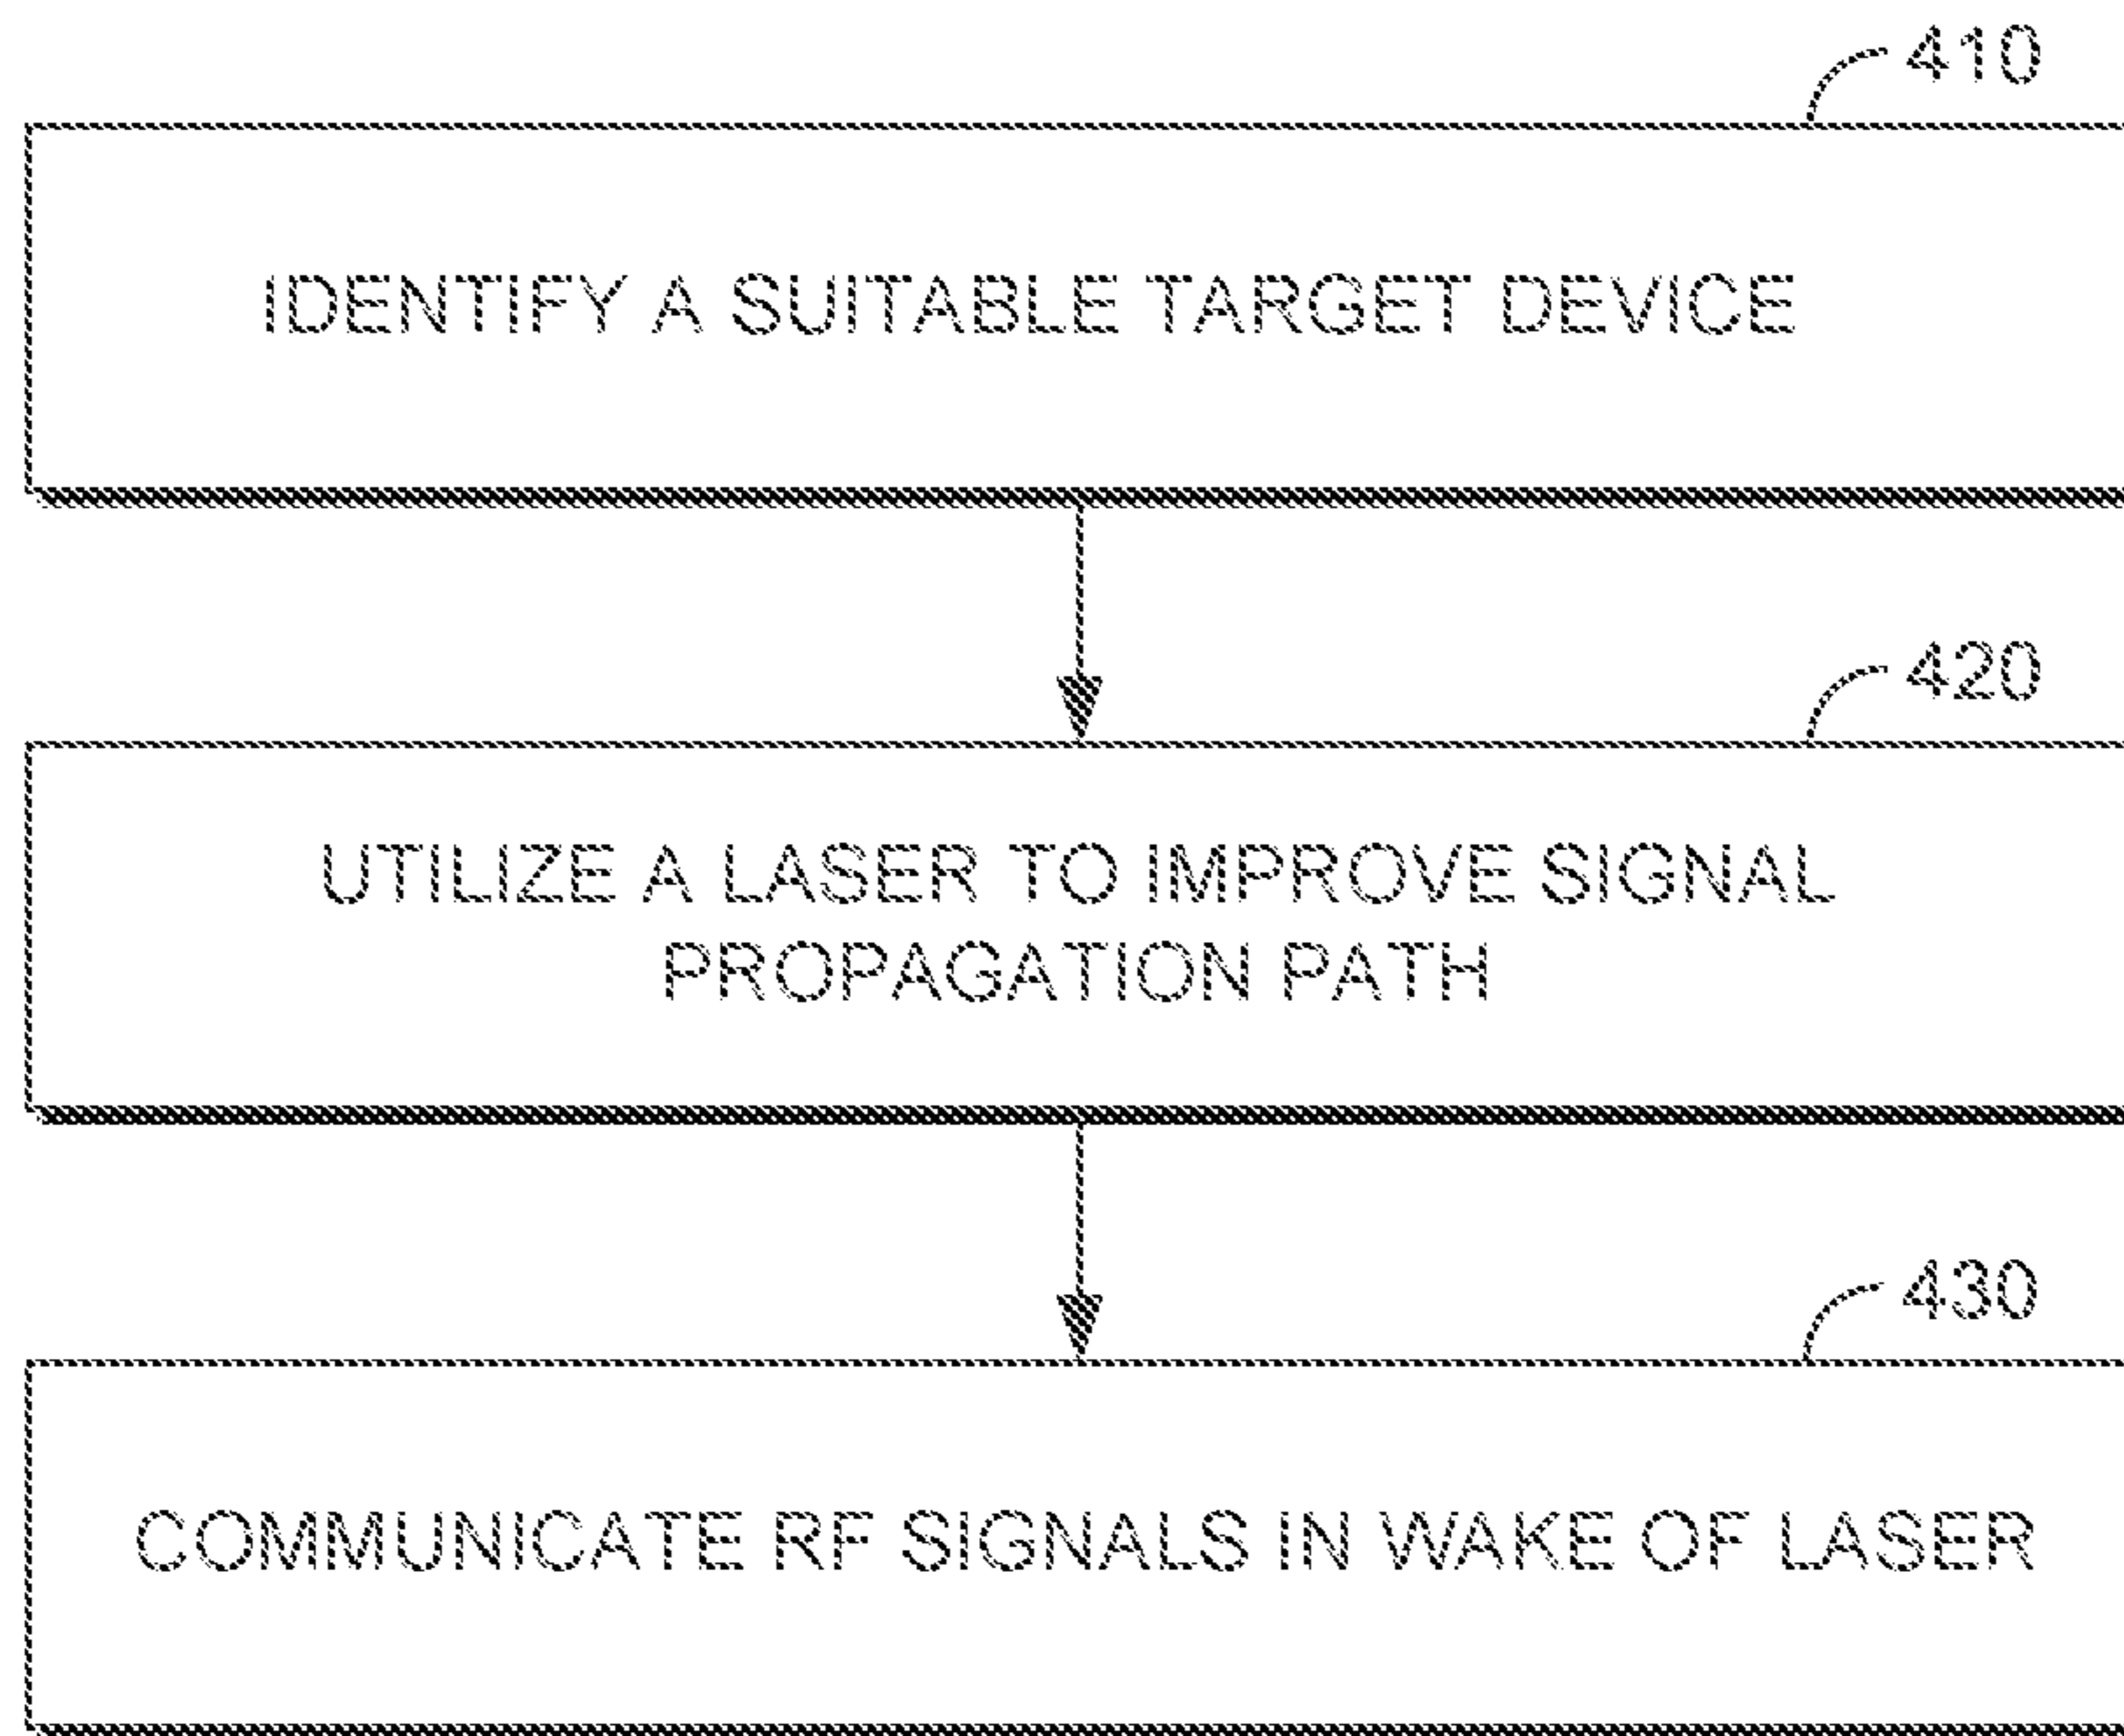 410
IDENTIFY A SUITABLE TARGET DEVICE
420
UTILIZE A LASER TO IMPROVE SIGNAL
PROPAGATION PATH
430
COMMUNICATE RF SIGNALS IN WAKE OF LASER